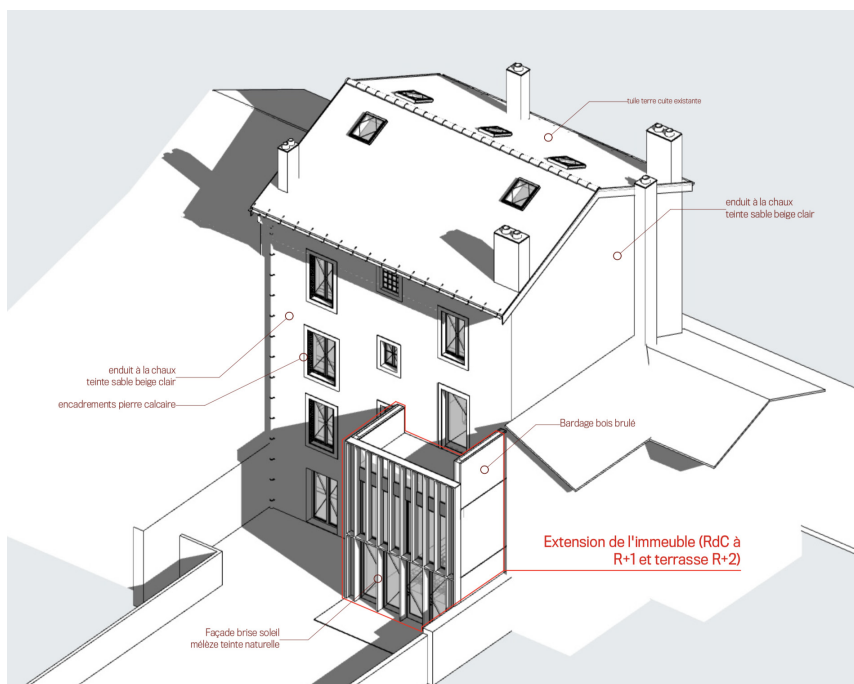 tuile terre cuite existante
enduit à la chaux
teinte sable beige clair
enduit à la chaux
teinte sable beige clair
encadrements pierre calcaire
Bardage bois brulé
Extension de l'immeuble (RdC à
R+1 et terrasse R+2)
Façade brise soleil
mélèze teinte naturelle